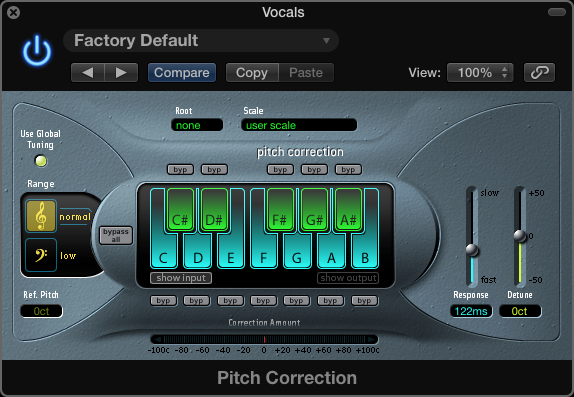 Vocals
Factory Default
Compare Copy Paste View: 100%
Root Scale
none user scale
Use Global
Tuning
pitch correction
byp byp byp byp byp
Range
normal
low
bypass
all
C# D# F# G# A#
C D E F G A B
show input show output
byp byp byp byp byp byp byp
slow +50
0
fast -50
Ref. Pitch
0ct
Response Detune
122ms 0ct
Correction Amount
-100c -80 -60 -40 -20 0 +20 +40 +60 +80 +100c
Pitch Correction